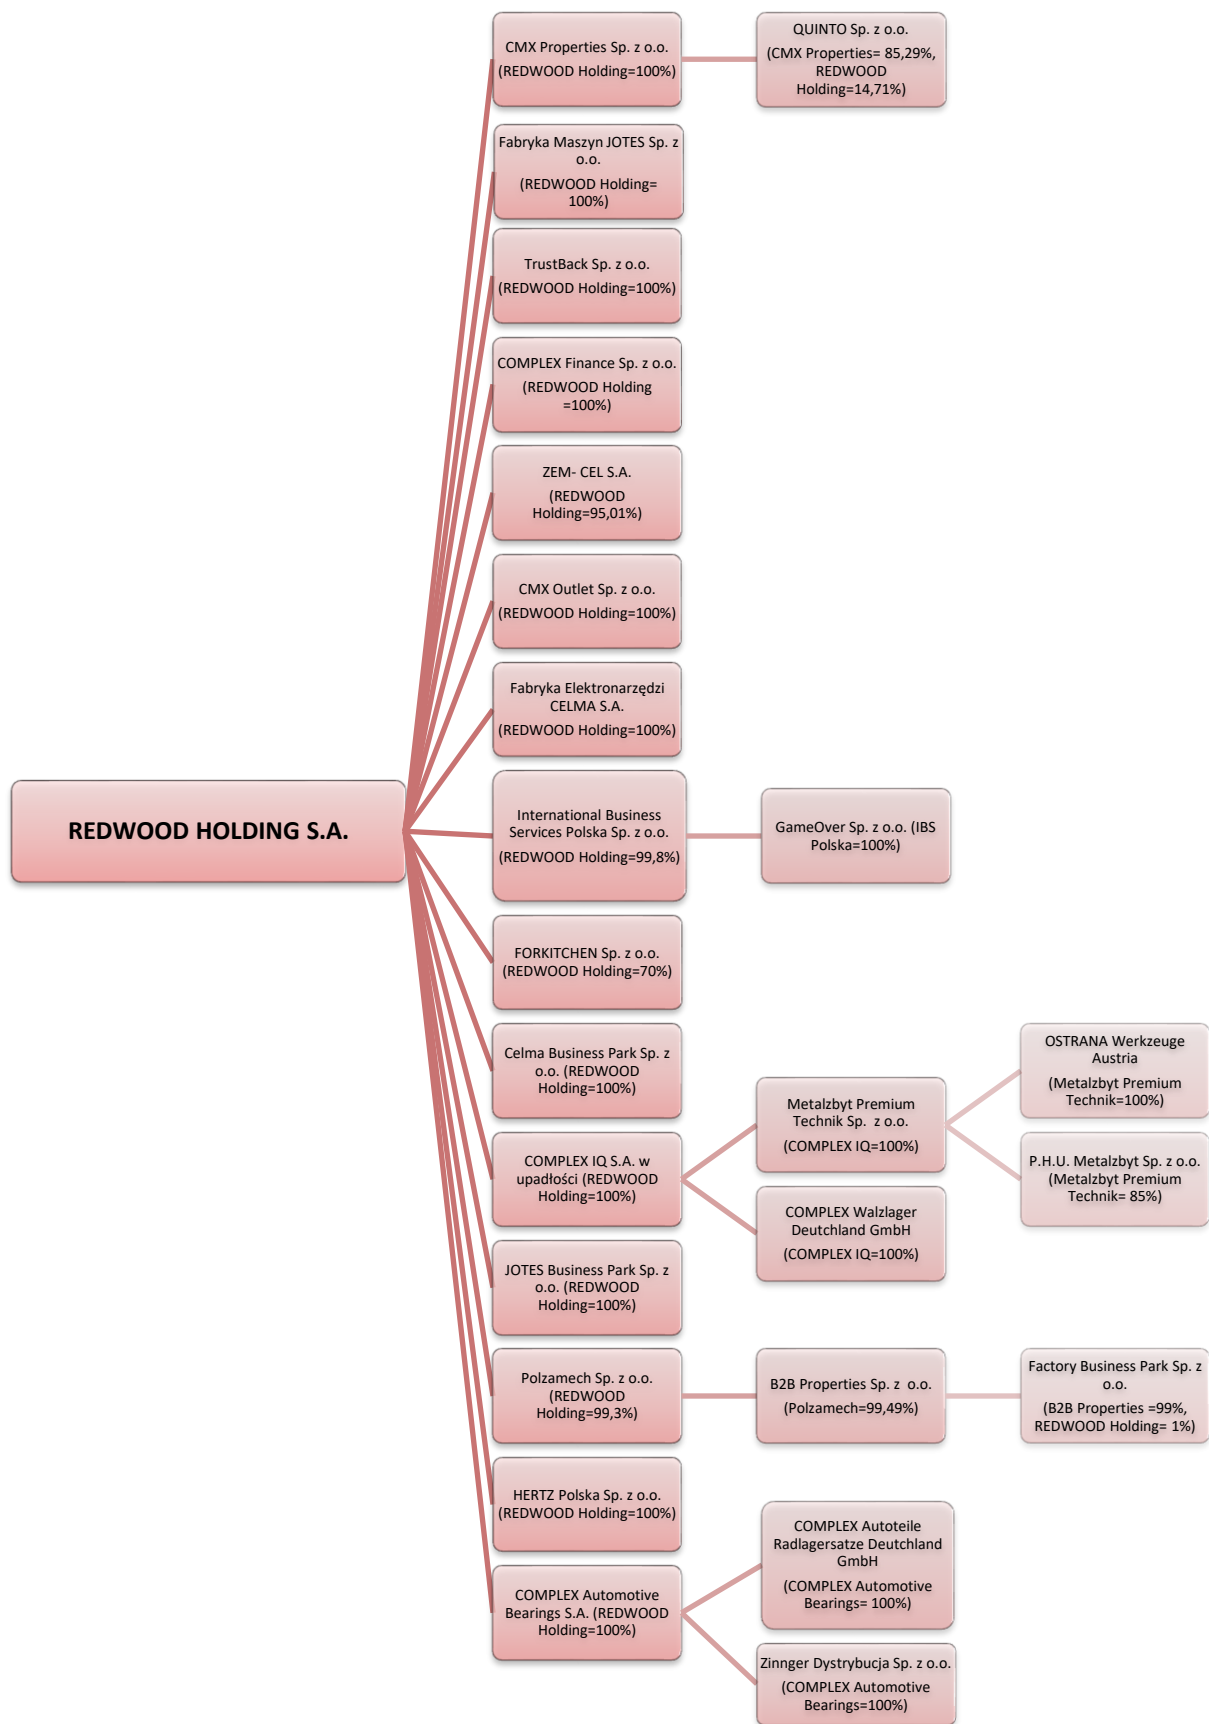 CMX Properties Sp. z o.o.
(REDWOOD Holding=100%)
QUINTO Sp. z o.o.
(CMX Properties= 85,29%,
REDWOOD
Holding=14,71%)
Fabryka Maszyn JOTES Sp. z
o.o.
(REDWOOD Holding=
100%)
TrustBack Sp. z o.o.
(REDWOOD Holding=100%)
COMPLEX Finance Sp. z o.o.
(REDWOOD Holding
=100%)
ZEM- CEL S.A.
(REDWOOD
Holding=95,01%)
CMX Outlet Sp. z o.o.
(REDWOOD Holding=100%)
Fabryka Elektronarzędzi
CELMA S.A.
(REDWOOD Holding=100%)
REDWOOD HOLDING S.A.
International Business
Services Polska Sp. z o.o.
(REDWOOD Holding=99,8%)
GameOver Sp. z o.o. (IBS
Polska=100%)
FORKITCHEN Sp. z o.o.
(REDWOOD Holding=70%)
Celma Business Park Sp. z
o.o. (REDWOOD
Holding=100%)
COMPLEX IQ S.A. w
upadłości (REDWOOD
Holding=100%)
Metalzbyt Premium
Technik Sp.  z o.o.
(COMPLEX IQ=100%)
OSTRANA Werkzeuge
Austria
(Metalzbyt Premium
Technik=100%)
P.H.U. Metalzbyt Sp. z o.o.
(Metalzbyt Premium
Technik= 85%)
COMPLEX Walzlager
Deutchland GmbH
(COMPLEX IQ=100%)
JOTES Business Park Sp. z
o.o. (REDWOOD
Holding=100%)
Polzamech Sp. z o.o.
(REDWOOD
Holding=99,3%)
B2B Properties Sp. z  o.o.
(Polzamech=99,49%)
Factory Business Park Sp. z
o.o.
(B2B Properties =99%,
REDWOOD Holding= 1%)
HERTZ Polska Sp. z o.o.
(REDWOOD Holding=100%)
COMPLEX Automotive
Bearings S.A. (REDWOOD
Holding=100%)
COMPLEX Autoteile
Radlagersatze Deutchland
GmbH
(COMPLEX Automotive
Bearings= 100%)
Zinnger Dystrybucja Sp. z o.o.
(COMPLEX Automotive
Bearings=100%)